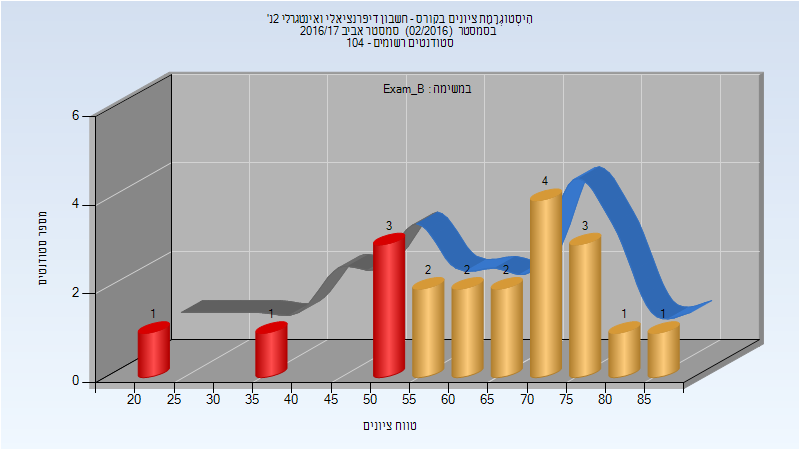 היסטוגרמת ציונים בקורס - חשבון דיפרנציאלי ואינטגרלי 2נ'
בסמסטר (02/2016) סמסטר אביב 2016/17
סטודנטים רשומים - 104
במשימה : Exam_B
מספר סטודנטים
6
4
2
0
1
1
3
2
2
2
4
3
1
1
20 25 30 35 40 45 50 55 60 65 70 75 80 85
טווח ציונים